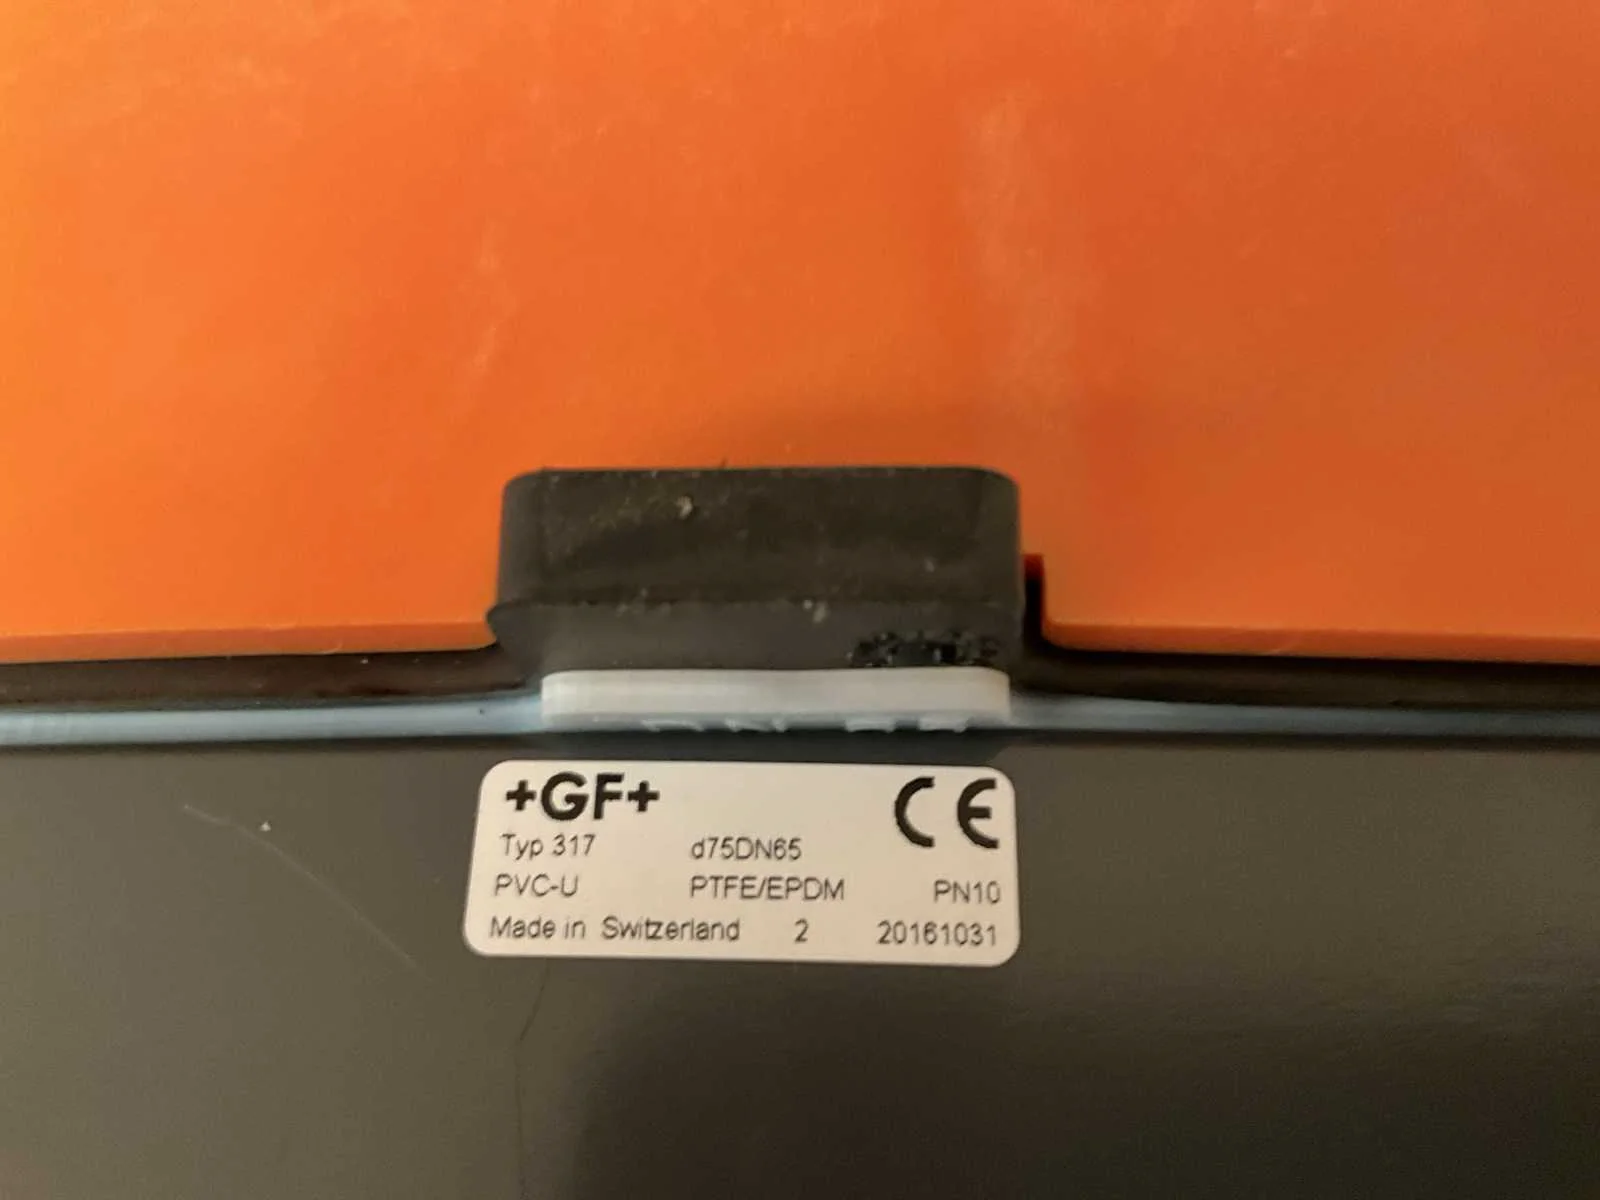 +GF+ CE
Typ 317 d75DN65
PVC-U PTFE/EPDM PN10
Made in Switzerland 2 20161031